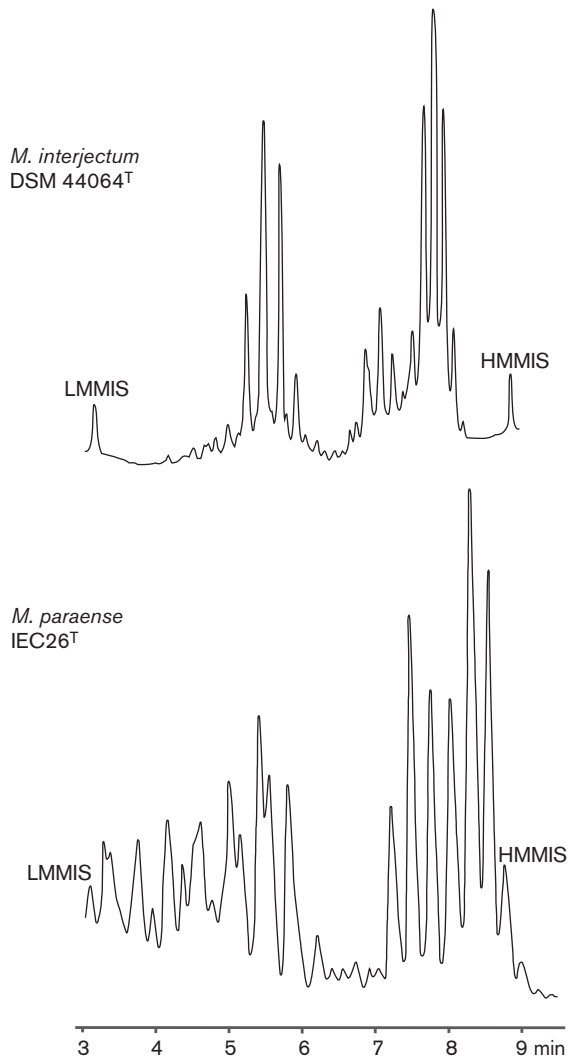 M. interjectum
DSM 44064ᵀ
LMMIS
HMMIS
M. paraense
IEC26ᵀ
LMMIS
HMMIS
3 4 5 6 7 8 9 min